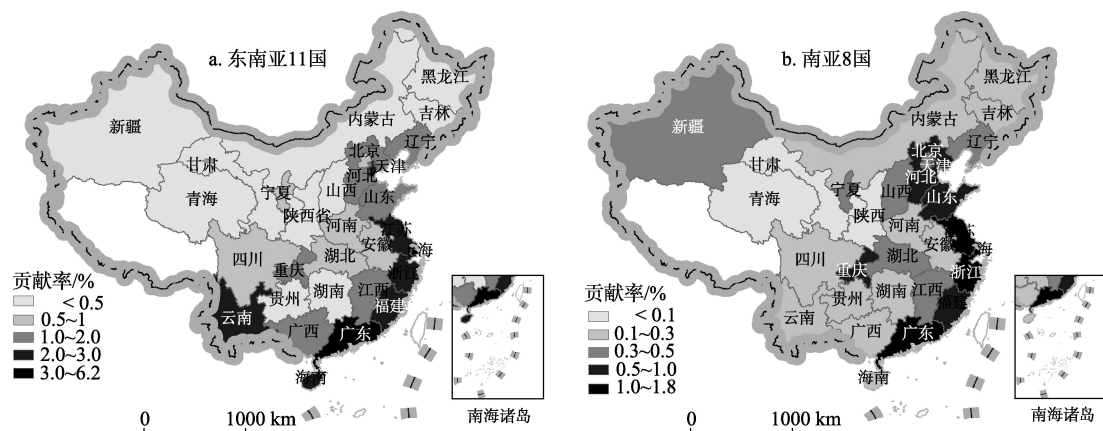 a. 东南亚11国
黑龙江
吉林
辽宁
内蒙古
新疆
北京
天津
河北
甘肃
宁夏
山西
山东
青海
陕西省
河南
江苏
安徽
上海
四川
重庆
湖北
浙江
贵州
湖南
江西
福建
云南
广西
广东
海南
贡献率/%
< 0.5
0.5~1
1.0~2.0
2.0~3.0
3.0~6.2
0 1000 km
南海诸岛
b. 南亚8国
黑龙江
吉林
辽宁
内蒙古
新疆
北京
天津
河北
甘肃
宁夏
山西
山东
青海
陕西
河南
安徽
海
四川
重庆
湖北
浙江
贵州
湖南
江西
福建
云南
广西
广东
海南
贡献率/%
< 0.1
0.1~0.3
0.3~0.5
0.5~1.0
1.0~1.8
0 1000 km
南海诸岛